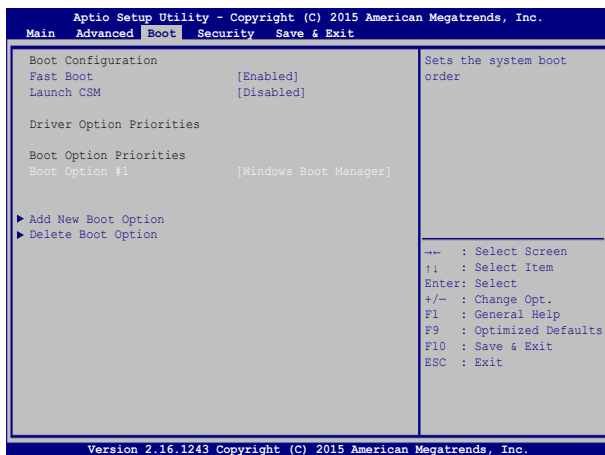 Aptio Setup Utility - Copyright (C) 2015 American Megatrends, Inc.
Main Advanced Boot Security Save & Exit
Boot Configuration
Fast Boot [Enabled]
Launch CSM [Disabled]
Driver Option Priorities
Boot Option Priorities
Boot Option #1 [Windows Boot Manager]
Add New Boot Option
Delete Boot Option
Sets the system boot
order
→← : Select Screen
↑↓ : Select Item
Enter: Select
+/— : Change Opt.
F1 : General Help
F9 : Optimized Defaults
F10 : Save & Exit
ESC : Exit
Version 2.16.1243 Copyright (C) 2015 American Megatrends, Inc.